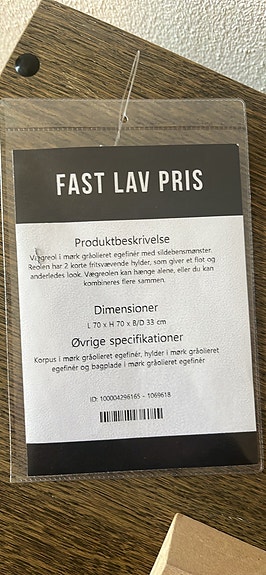 FAST LAV PRIS
Produktbeskrivelse
Vægreol i mørk gråolieret egefinér med sildebensmønster.
Reolen har 2 korte fritsvævende hylder, som giver et flot og
anderledes look. Vægreolen kan hænge alene, eller du kan
kombineres flere sammen.
Dimensioner
L 70 x H 70 x B/D 33 cm
Øvrige specifikationer
Korpus i mørk gråolieret egefinér, hylder i mørk gråolieret
egefinér og bagplade i mørk gråolieret egefinér
ID: 100004296165 - 1069618